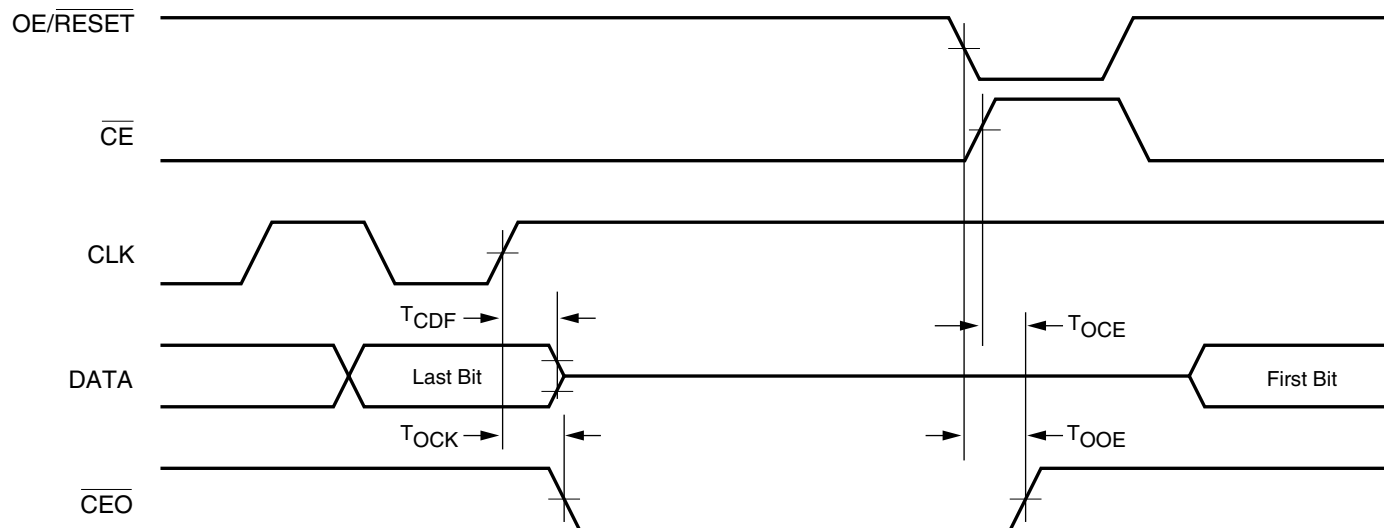 OE/RESET
CE
CLK
TCDF
TOCE
DATA
Last Bit
First Bit
TOCK
TOOE
CEO